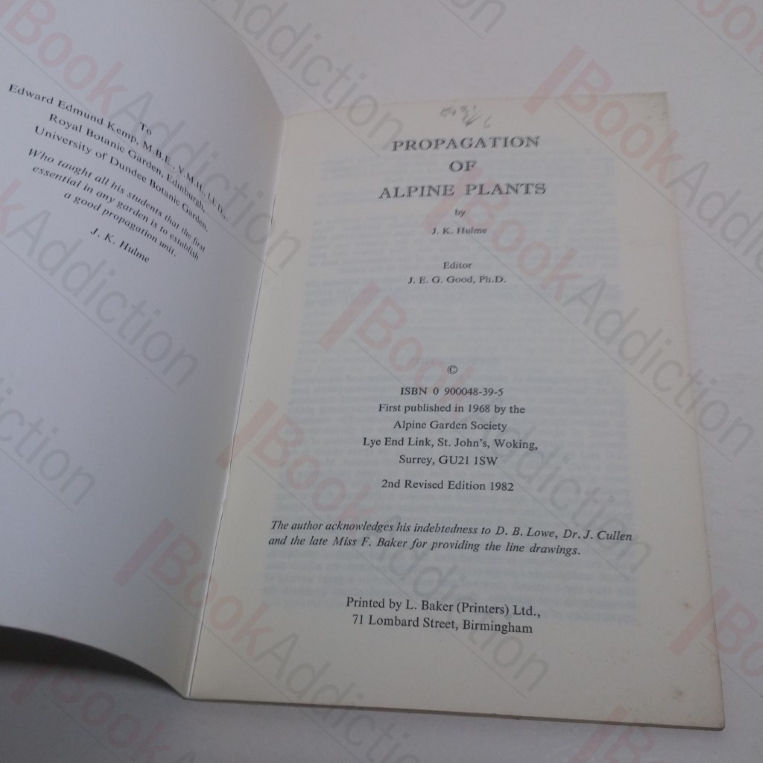 To
Edward Edmund Kemp, M.B.E., V.M.H., LL.D.,
Royal Botanic Garden, Edinburgh,
University of Dundee Botanic Garden,
Who taught all his students that the first
essential in any garden is to establish
a good propagation unit.
J. K. Hulme
PROPAGATION
OF
ALPINE PLANTS
by
J. K. Hulme
Editor
J. E. G. Good, Ph.D.
©
ISBN 0 900048-39-5
First published in 1968 by the
Alpine Garden Society
Lye End Link, St. John's, Woking,
Surrey, GU21 1SW
2nd Revised Edition 1982
The author acknowledges his indebtedness to D. B. Lowe, Dr. J. Cullen
and the late Miss F. Baker for providing the line drawings.
Printed by L. Baker (Printers) Ltd.,
71 Lombard Street, Birmingham
BookAddiction